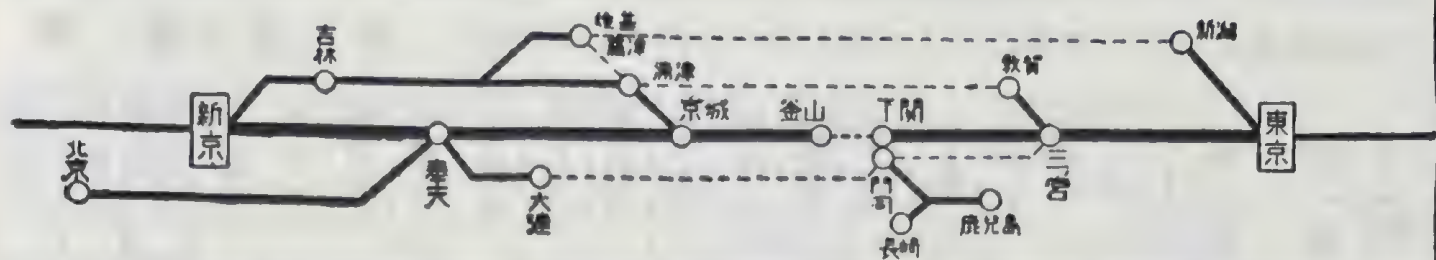 吉林
雄基
羅津
清津
敦賀
新潟
新京
京城
釜山
下関
東京
北京
奉天
大連
門司
三宮
長崎
鹿児島